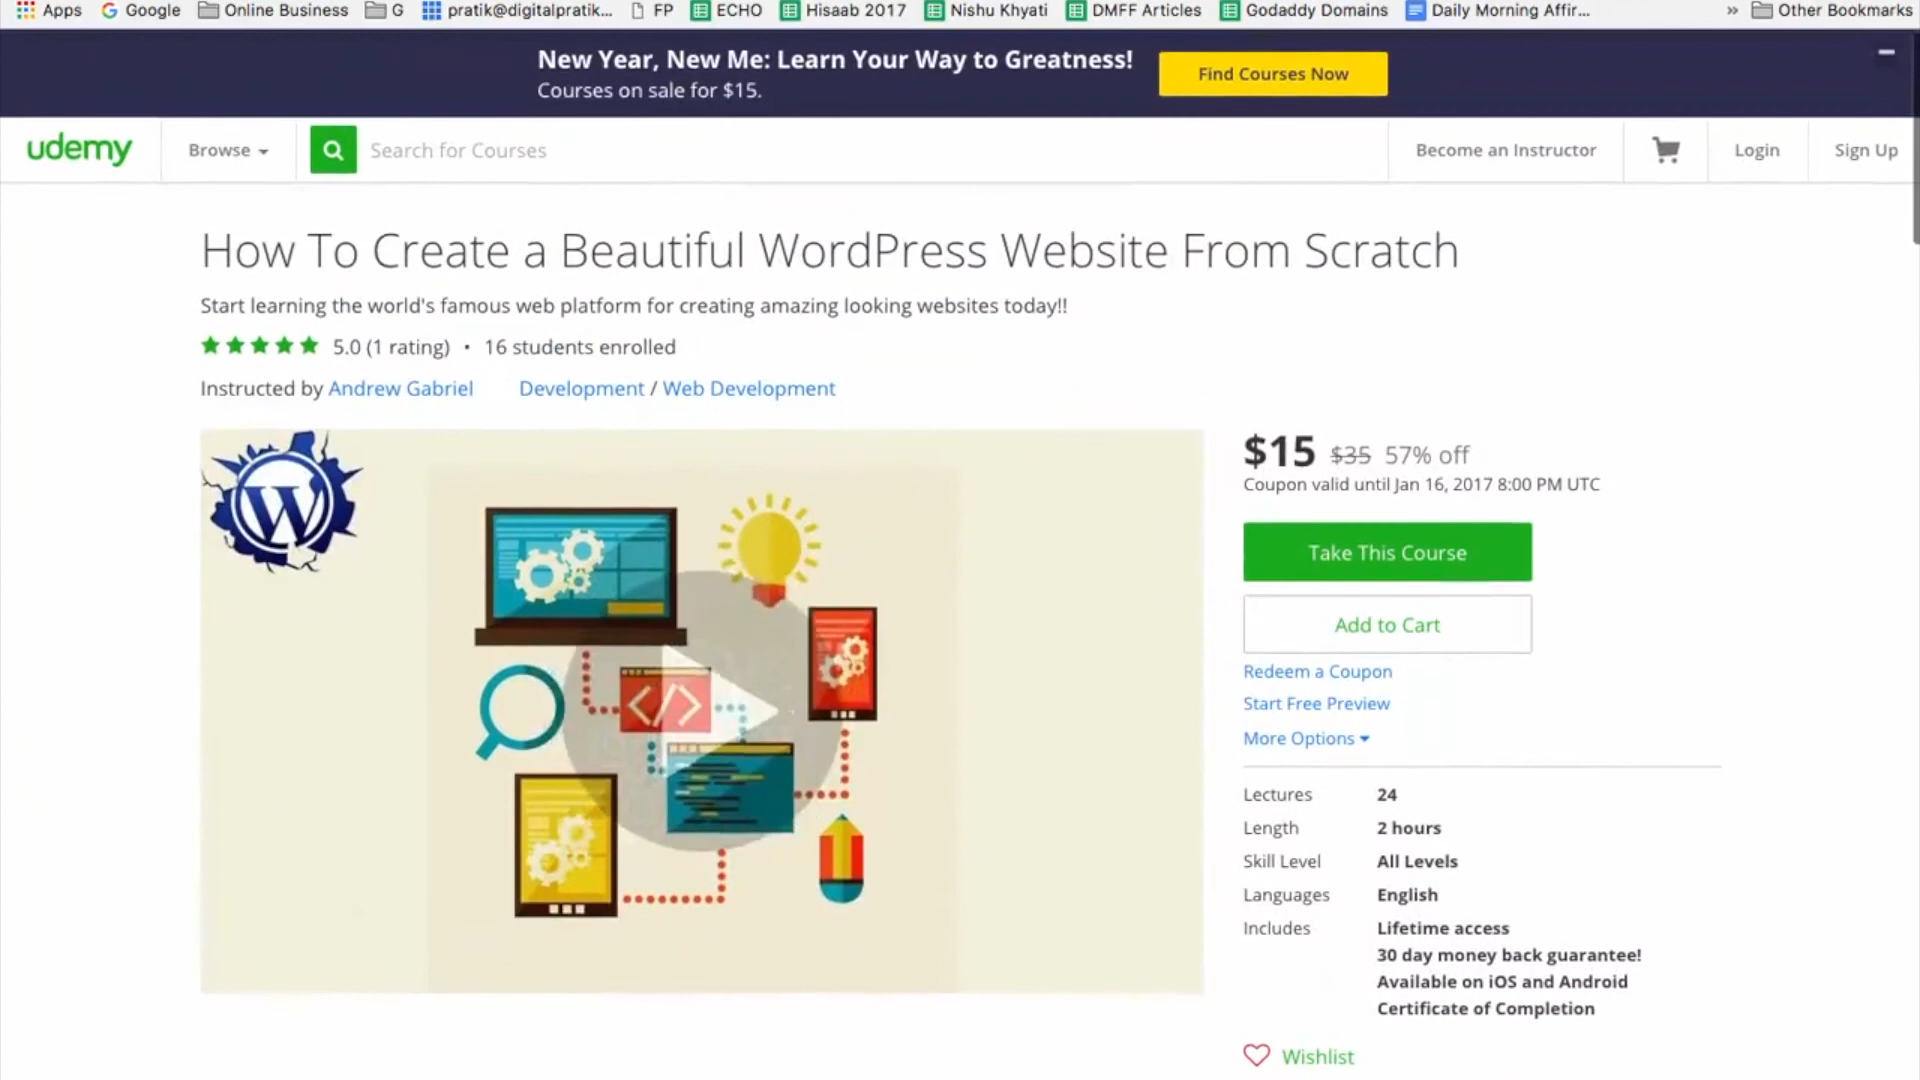 Apps Google Online Business G pratik@digitalpratik... FP ECHO Hisaab 2017 Nishu Khyati DMFF Articles Godaddy Domains Daily Morning Affir... » Other Bookmarks
New Year, New Me: Learn Your Way to Greatness!
Courses on sale for $15.
Find Courses Now
udemy Browse Search for Courses Become an Instructor Login Sign Up
How To Create a Beautiful WordPress Website From Scratch
Start learning the world's famous web platform for creating amazing looking websites today!!
5.0 (1 rating) • 16 students enrolled
Instructed by Andrew Gabriel Development / Web Development
W
</>
$15 $35 57% off
Coupon valid until Jan 16, 2017 8:00 PM UTC
Take This Course
Add to Cart
Redeem a Coupon
Start Free Preview
More Options
Lectures 24
Length 2 hours
Skill Level All Levels
Languages English
Includes Lifetime access
30 day money back guarantee!
Available on iOS and Android
Certificate of Completion
Wishlist